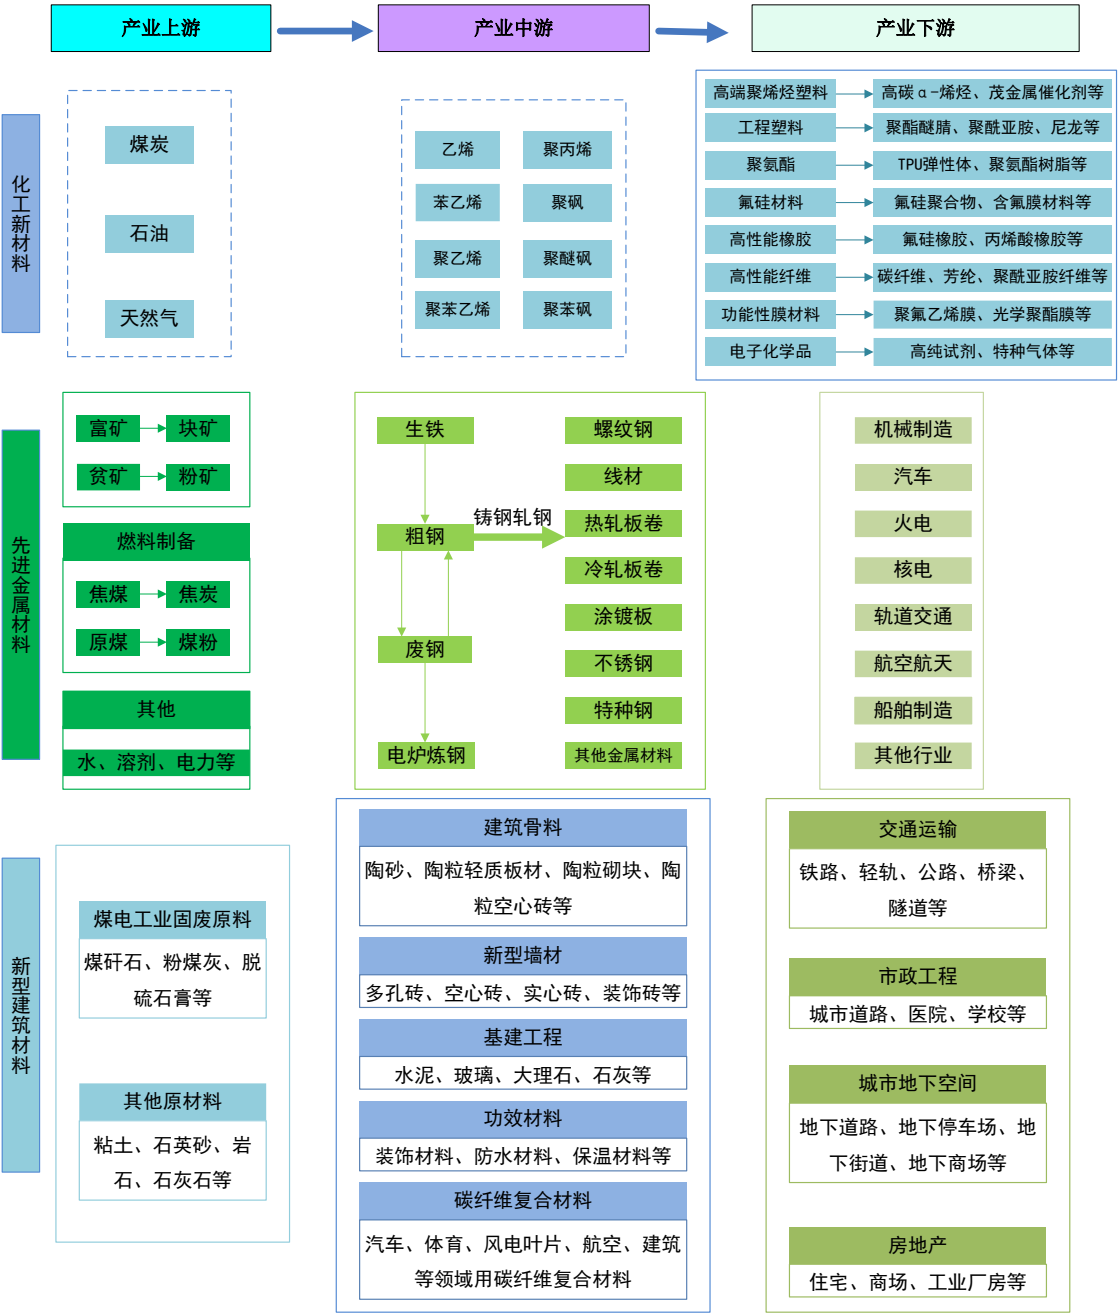 产业上游
产业中游
产业下游
化工新材料
煤炭
石油
天然气
乙烯
聚丙烯
苯乙烯
聚砜
聚乙烯
聚醚砜
聚苯乙烯
聚苯砜
高端聚烯烃塑料
高碳α-烯烃、茂金属催化剂等
工程塑料
聚酯醚腈、聚酰亚胺、尼龙等
聚氨酯
TPU弹性体、聚氨酯树脂等
氟硅材料
氟硅聚合物、含氟膜材料等
高性能橡胶
氟硅橡胶、丙烯酸橡胶等
高性能纤维
碳纤维、芳纶、聚酰亚胺纤维等
功能性膜材料
聚氟乙烯膜、光学聚酯膜等
电子化学品
高纯试剂、特种气体等
先进金属材料
富矿
块矿
贫矿
粉矿
燃料制备
焦煤
焦炭
原煤
煤粉
其他
水、溶剂、电力等
生铁
粗钢
铸钢轧钢
废钢
电炉炼钢
螺纹钢
线材
热轧板卷
冷轧板卷
涂镀板
不锈钢
特种钢
其他金属材料
机械制造
汽车
火电
核电
轨道交通
航空航天
船舶制造
其他行业
新型建筑材料
煤电工业固废原料
煤矸石、粉煤灰、脱
硫石膏等
其他原材料
粘土、石英砂、岩
石、石灰石等
建筑骨料
陶砂、陶粒轻质板材、陶粒砌块、陶
粒空心砖等
新型墙材
多孔砖、空心砖、实心砖、装饰砖等
基建工程
水泥、玻璃、大理石、石灰等
功效材料
装饰材料、防水材料、保温材料等
碳纤维复合材料
汽车、体育、风电叶片、航空、建筑
等领域用碳纤维复合材料
交通运输
铁路、轻轨、公路、桥梁、
隧道等
市政工程
城市道路、医院、学校等
城市地下空间
地下道路、地下停车场、地
下街道、地下商场等
房地产
住宅、商场、工业厂房等